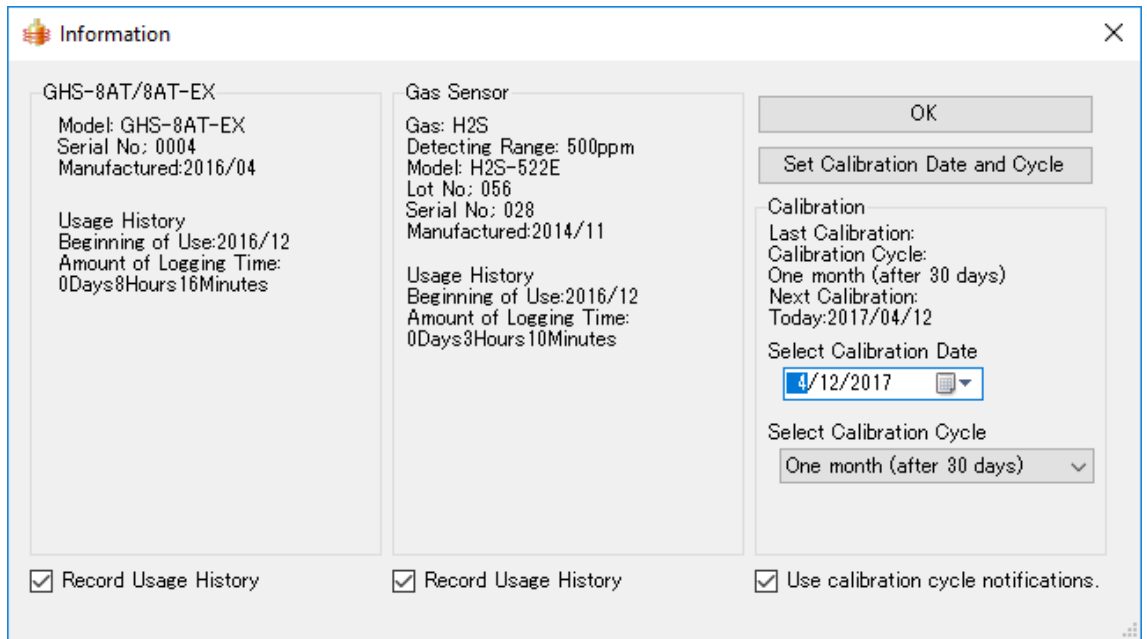 Information
GHS-8AT/8AT-EX
Model: GHS-8AT-EX
Serial No; 0004
Manufactured:2016/04
Usage History
Beginning of Use:2016/12
Amount of Logging Time:
0Days8Hours16Minutes
Record Usage History
Gas Sensor
Gas: H2S
Detecting Range: 500ppm
Model: H2S-522E
Lot No; 056
Serial No; 028
Manufactured:2014/11
Usage History
Beginning of Use:2016/12
Amount of Logging Time:
0Days3Hours10Minutes
Record Usage History
OK
Set Calibration Date and Cycle
Calibration
Last Calibration:
Calibration Cycle:
One month (after 30 days)
Next Calibration:
Today:2017/04/12
Select Calibration Date
4/12/2017
Select Calibration Cycle
One month (after 30 days)
Use calibration cycle notifications.